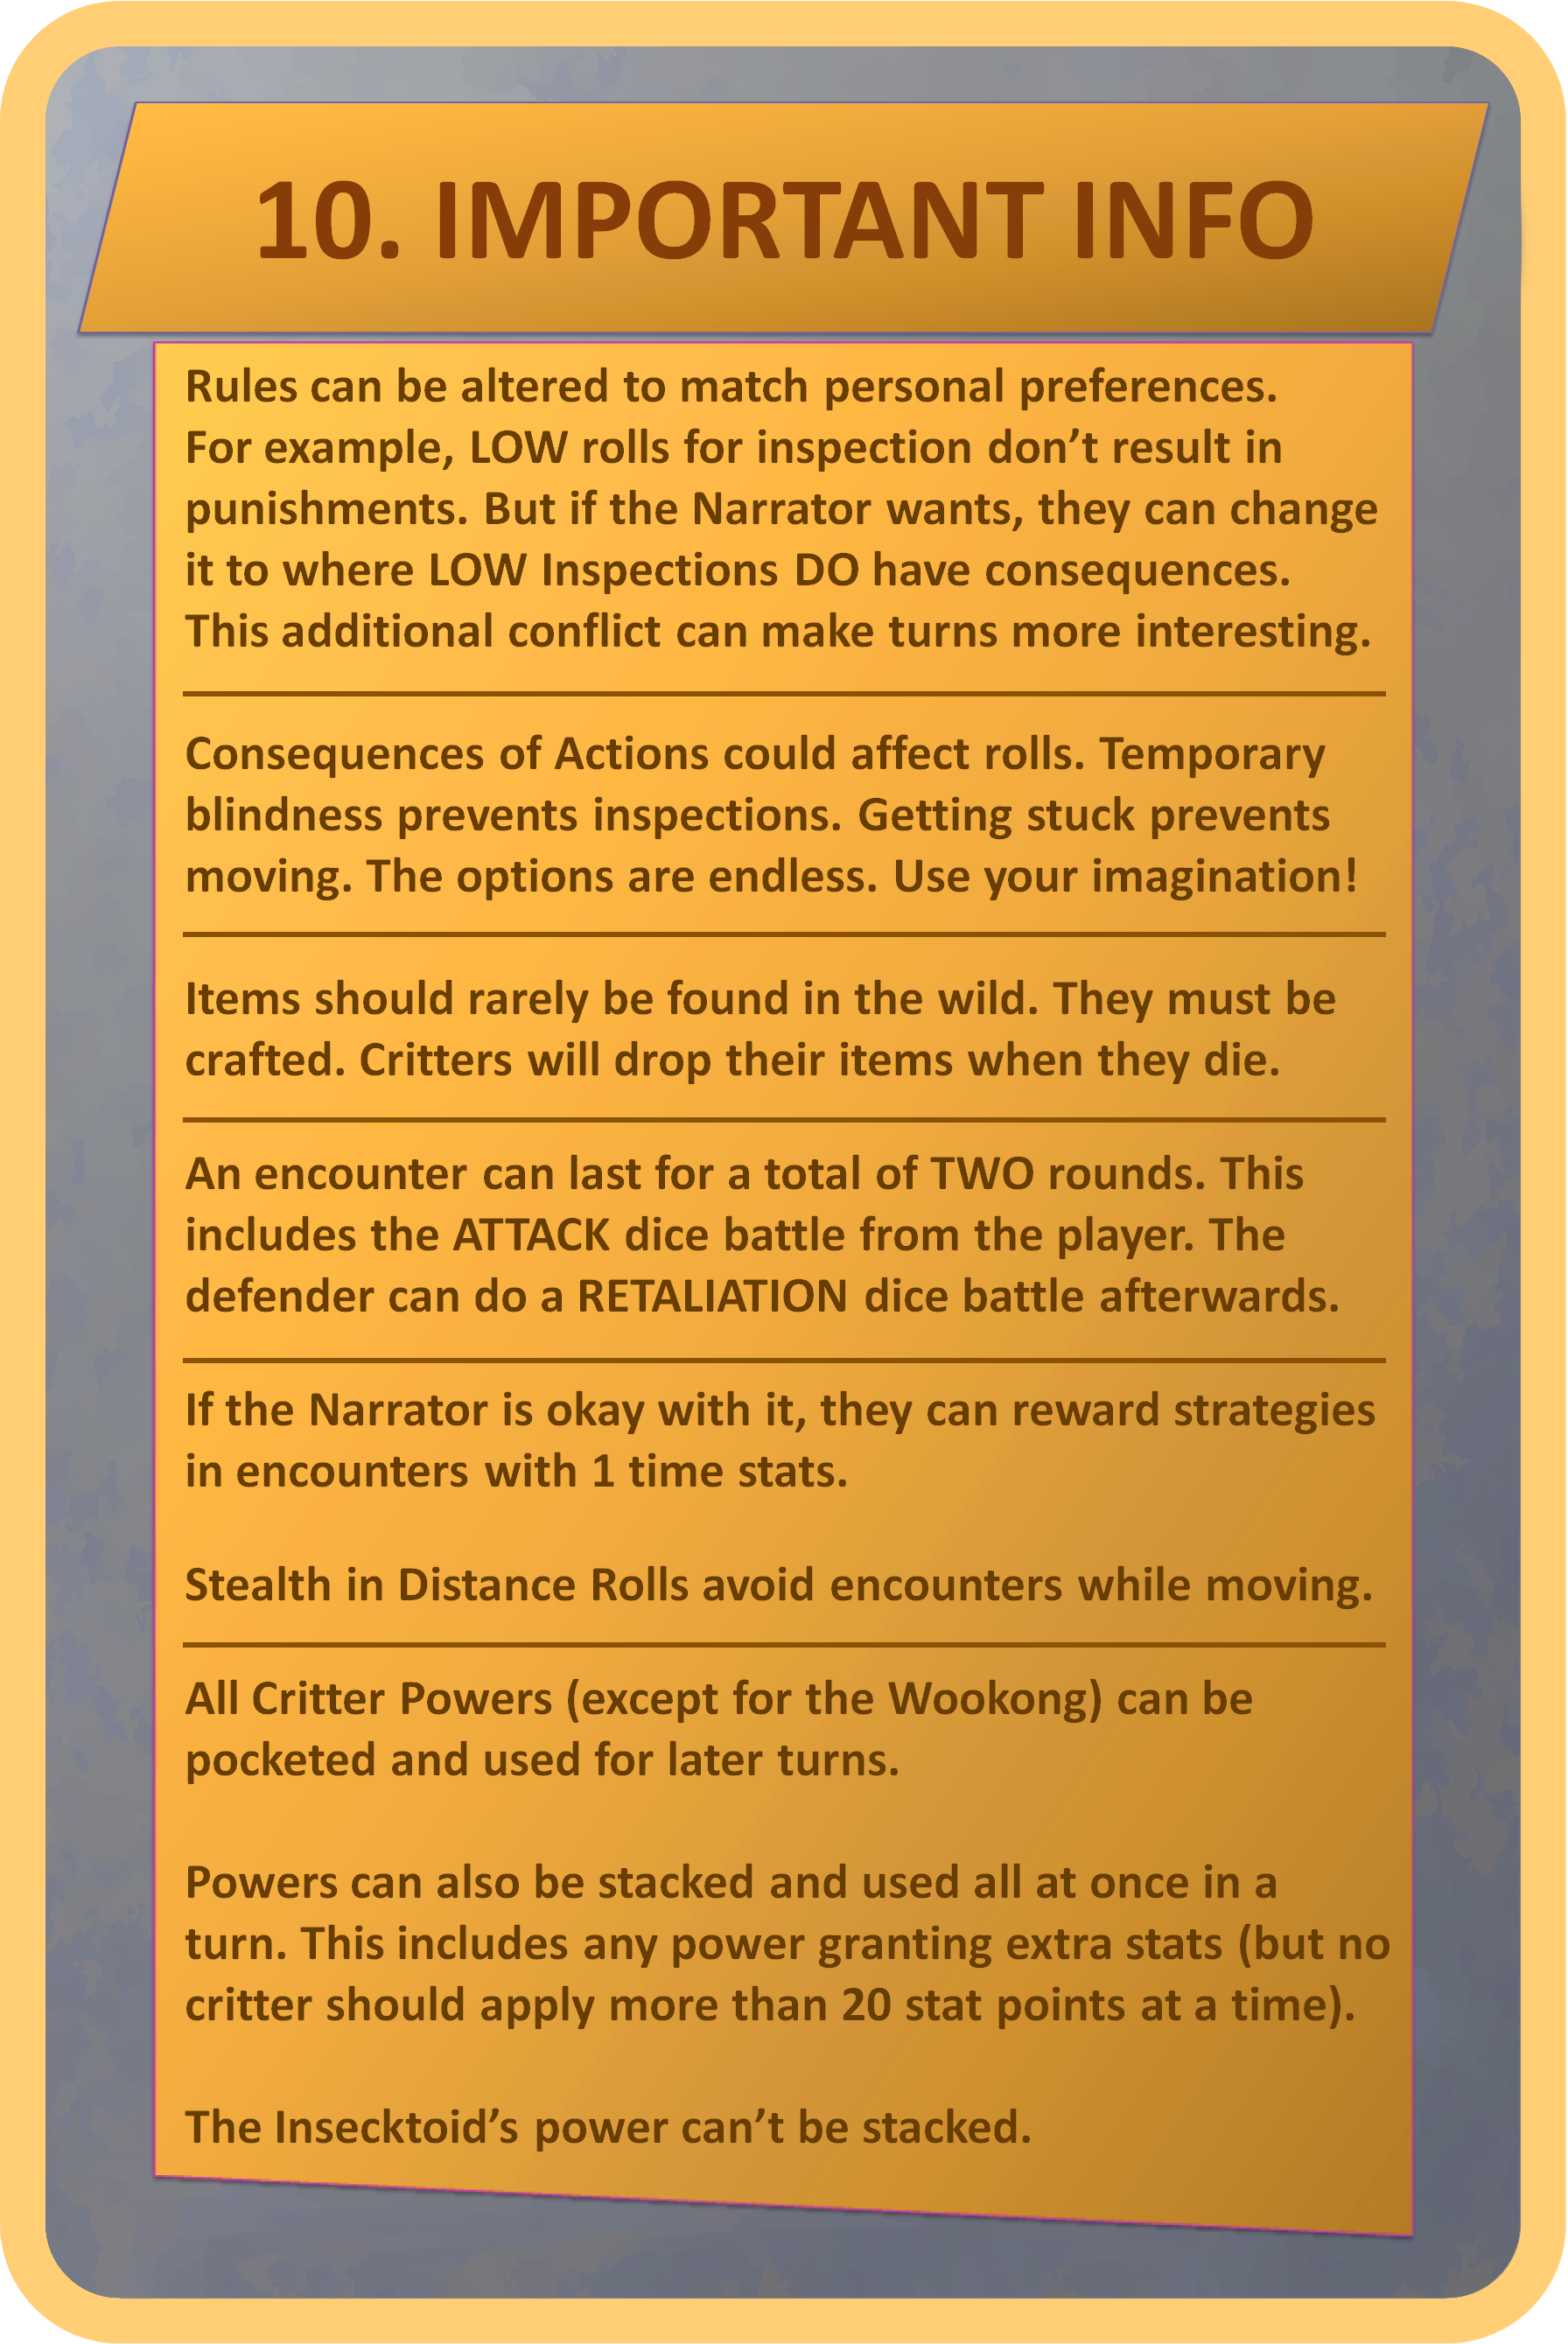 10. IMPORTANT INFO
Rules can be altered to match personal preferences.
For example, LOW rolls for inspection don’t result in
punishments. But if the Narrator wants, they can change
it to where LOW Inspections DO have consequences.
This additional conflict can make turns more interesting.
Consequences of Actions could affect rolls. Temporary
blindness prevents inspections. Getting stuck prevents
moving. The options are endless. Use your imagination!
Items should rarely be found in the wild. They must be
crafted. Critters will drop their items when they die.
An encounter can last for a total of TWO rounds. This
includes the ATTACK dice battle from the player. The
defender can do a RETALIATION dice battle afterwards.
If the Narrator is okay with it, they can reward strategies
in encounters with 1 time stats.
Stealth in Distance Rolls avoid encounters while moving.
All Critter Powers (except for the Wookong) can be
pocketed and used for later turns.
Powers can also be stacked and used all at once in a
turn. This includes any power granting extra stats (but no
critter should apply more than 20 stat points at a time).
The Insecktoid’s power can’t be stacked.